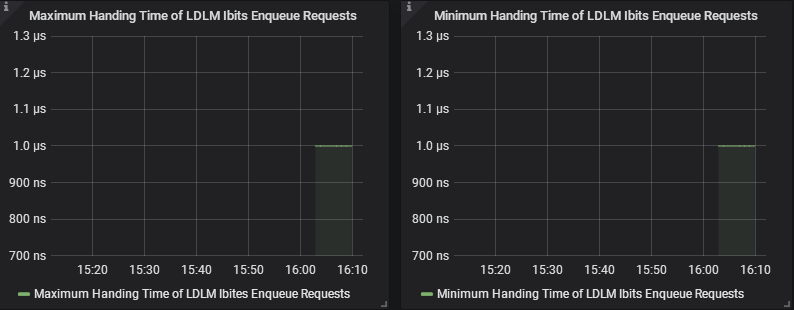 Maximum Handing Time of LDLM Ibits Enqueue Requests
1.3 µs
1.2 µs
1.1 µs
1.0 µs
900 ns
800 ns
700 ns
15:20 15:30 15:40 15:50 16:00 16:10
Maximum Handing Time of LDLM Ibites Enqueue Requests
Minimum Handing Time of LDLM Ibits Enqueue Requests
1.3 µs
1.2 µs
1.1 µs
1.0 µs
900 ns
800 ns
700 ns
15:20 15:30 15:40 15:50 16:00 16:10
Minimum Handing Time of LDLM Ibits Enqueue Requests